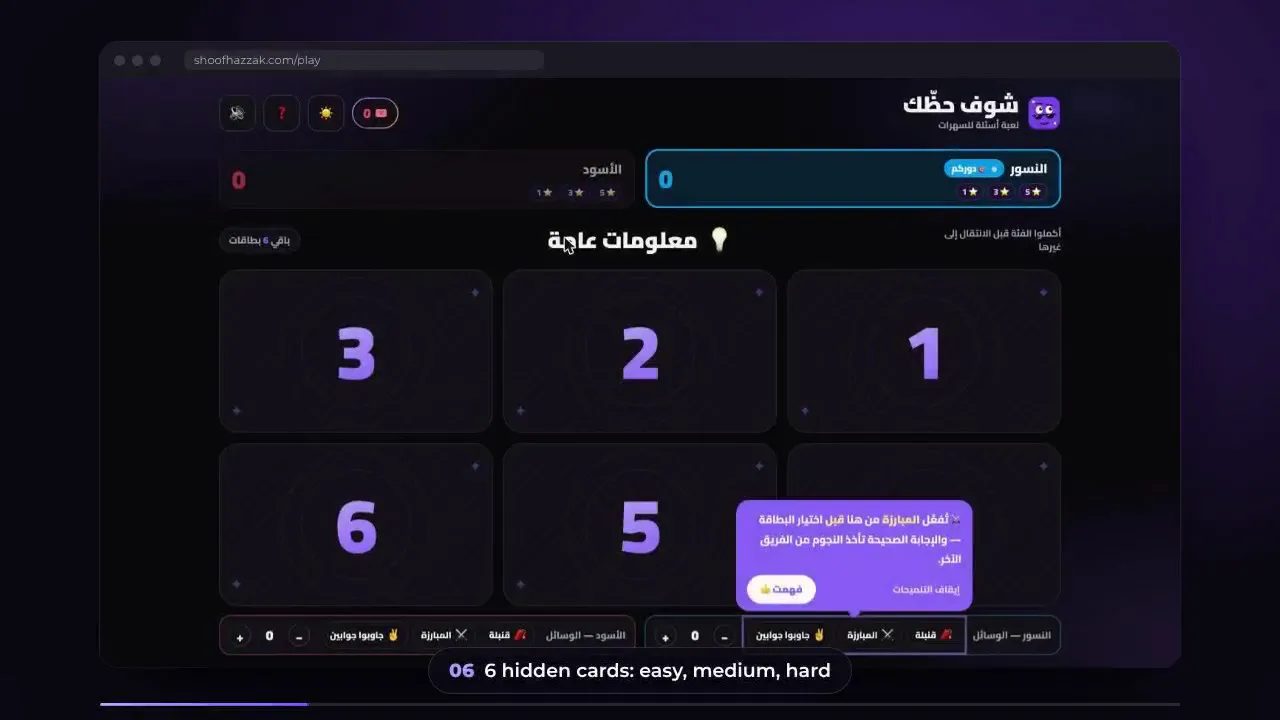 shoofhazzak.com/play
شوف حظّك
لعبة أسئلة للسهرات
0
?
النسور
دوركم
0
5 3 1
الأسود
0
5 3 1
أكملوا الفئة قبل الانتقال إلى
غيرها
معلومات عامة
باقي 6 بطاقات
1
2
3
5
6
تُفعَّل المبارزة من هنا قبل اختيار البطاقة
— والإجابة الصحيحة تأخذ النجوم من الفريق
الآخر.
إيقاف التلميحات
فهمت
النسور — الوسائل
قنبلة
المبارزة
جاوبوا جوابين
− 0 +
الأسود — الوسائل
قنبلة
المبارزة
جاوبوا جوابين
− 0 +
06 6 hidden cards: easy, medium, hard